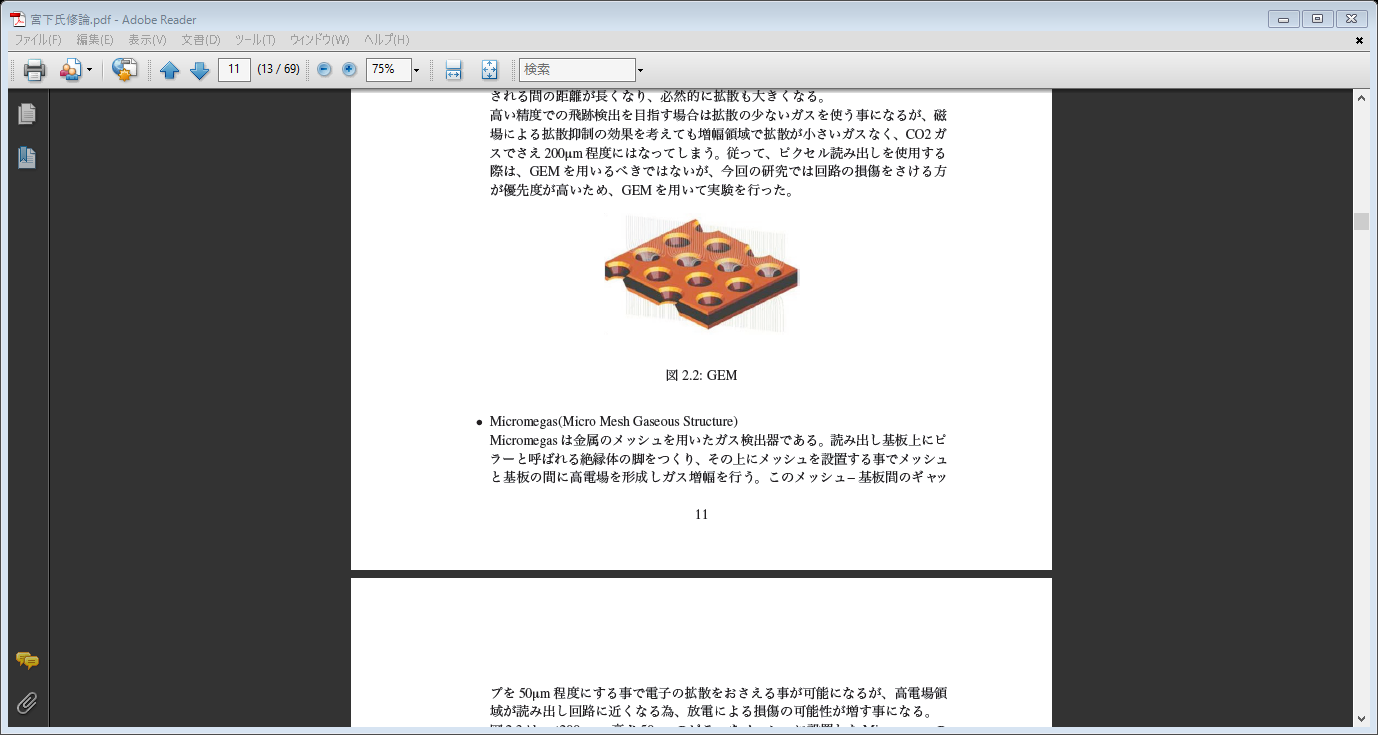 宮下氏修論.pdf - Adobe Reader
ファイル(F) 編集(E) 表示(V) 文書(D) ツール(T) ウィンドウ(W) ヘルプ(H)
11 (13 / 69) 75% 検索
される間の距離が長くなり、必然的に拡散も大きくなる。
高い精度での飛跡検出を目指す場合は拡散の少ないガスを使う事になるが、磁
場による拡散抑制の効果を考えても増幅領域で拡散が小さいガスなく、CO2 ガ
スでさえ 200μm 程度にはなってしまう。従って、ピクセル読み出しを使用する
際は、GEM を用いるべきではないが、今回の研究では回路の損傷をさける方
が優先度が高いため、GEM を用いて実験を行った。
図 2.2: GEM
• Micromegas(Micro Mesh Gaseous Structure)
Micromegas は金属のメッシュを用いたガス検出器である。読み出し基板上にピ
ラーと呼ばれる絶縁体の脚をつくり、その上にメッシュを設置する事でメッシュ
と基板の間に高電場を形成しガス増幅を行う。このメッシュ– 基板間のギャッ
11
プを 50μm 程度にする事で電子の拡散をおさえる事が可能になるが、高電場領
域が読み出し回路に近くなる為、放電による損傷の可能性が増す事になる。